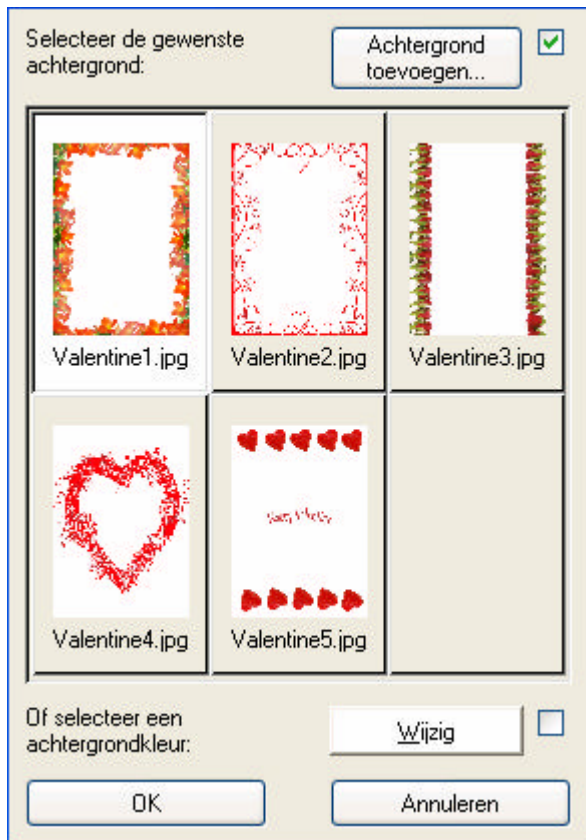 Selecteer de gewenste
achtergrond:
Achtergrond
toevoegen...
Valentine1.jpg
Valentine2.jpg
Valentine3.jpg
Valentine4.jpg
Valentine5.jpg
Of selecteer een
achtergrondkleur:
Wijzig
OK
Annuleren